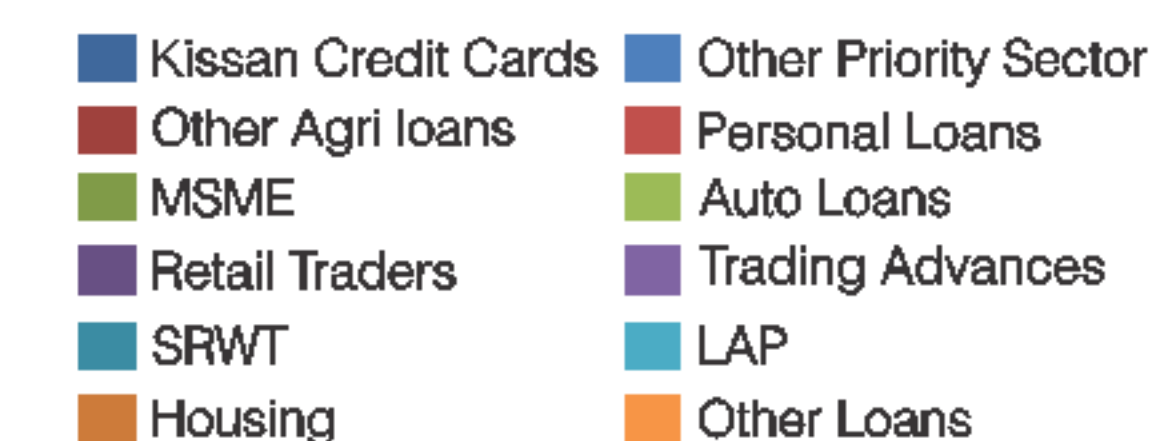 Kissan Credit Cards Other Priority Sector
Other Agri loans Personal Loans
MSME Auto Loans
Retail Traders Trading Advances
SRWT LAP
Housing Other Loans